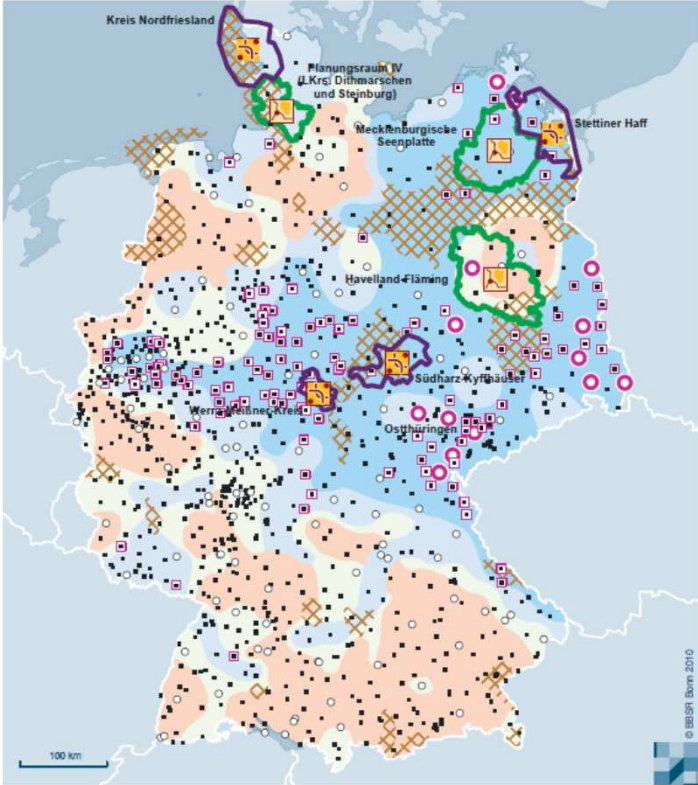 Kreis Nordfriesland
Planungsraum IV
(LKrs. Dithmarschen
und Steinburg)
Mecklenburgische
Seenplatte
Stettiner Haff
Havelland-Fläming
Südharz-Kyffhäuser
Werra-Meißner-Kreis
Ostthüringen
100 km
© BBSR Bonn 2010